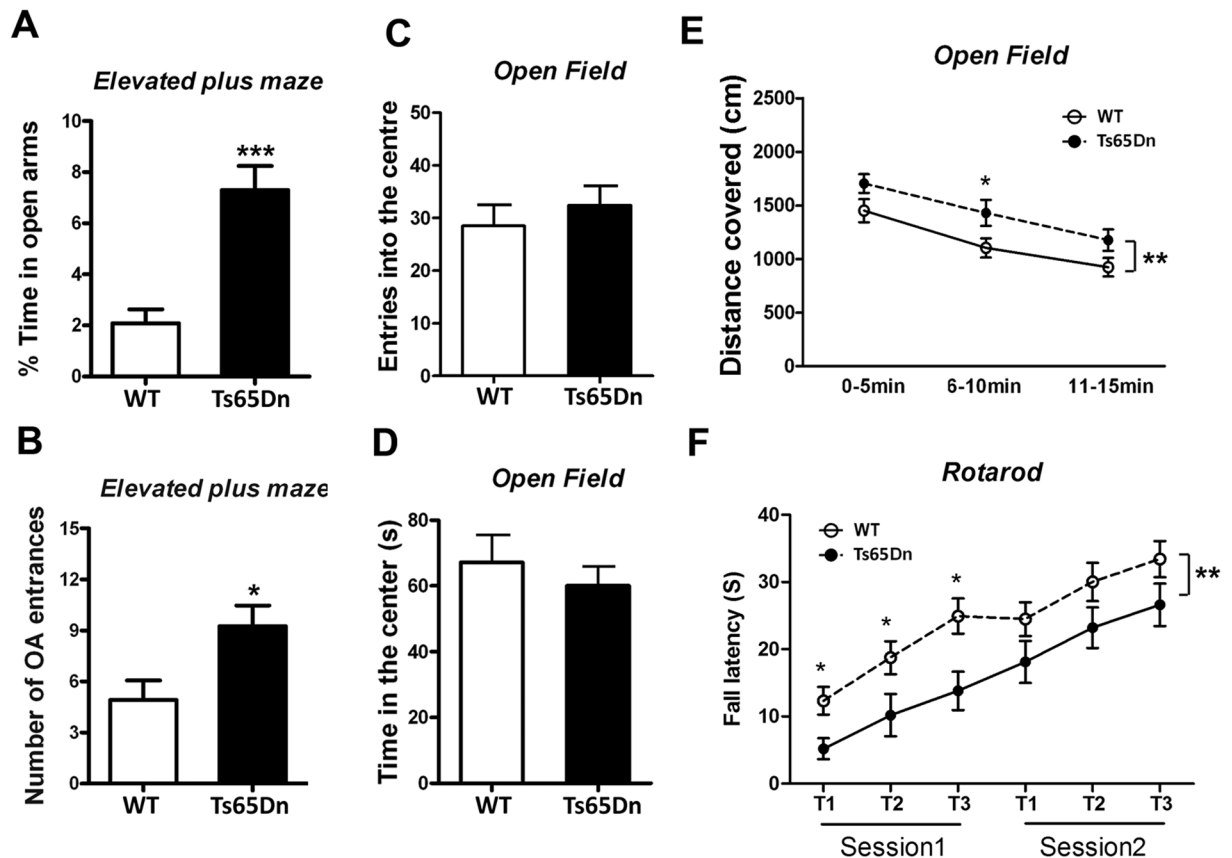 A
Elevated plus maze
% Time in open arms
10
8
6
4
2
0
***
WT
Ts65Dn
B
Elevated plus maze
Number of OA entrances
15
12
9
6
3
0
*
WT
Ts65Dn
C
Open Field
Entries into the centre
50
40
30
20
10
0
WT
Ts65Dn
D
Open Field
Time in the center (s)
80
60
40
20
0
WT
Ts65Dn
E
Open Field
Distance covered (cm)
2500
2000
1500
1000
500
0
WT
Ts65Dn
*
**
0-5min 6-10min 11-15min
F
Rotarod
Fall latency (S)
40
30
20
10
0
WT
Ts65Dn
* * *
**
T1 T2 T3 T1 T2 T3
Session1 Session2